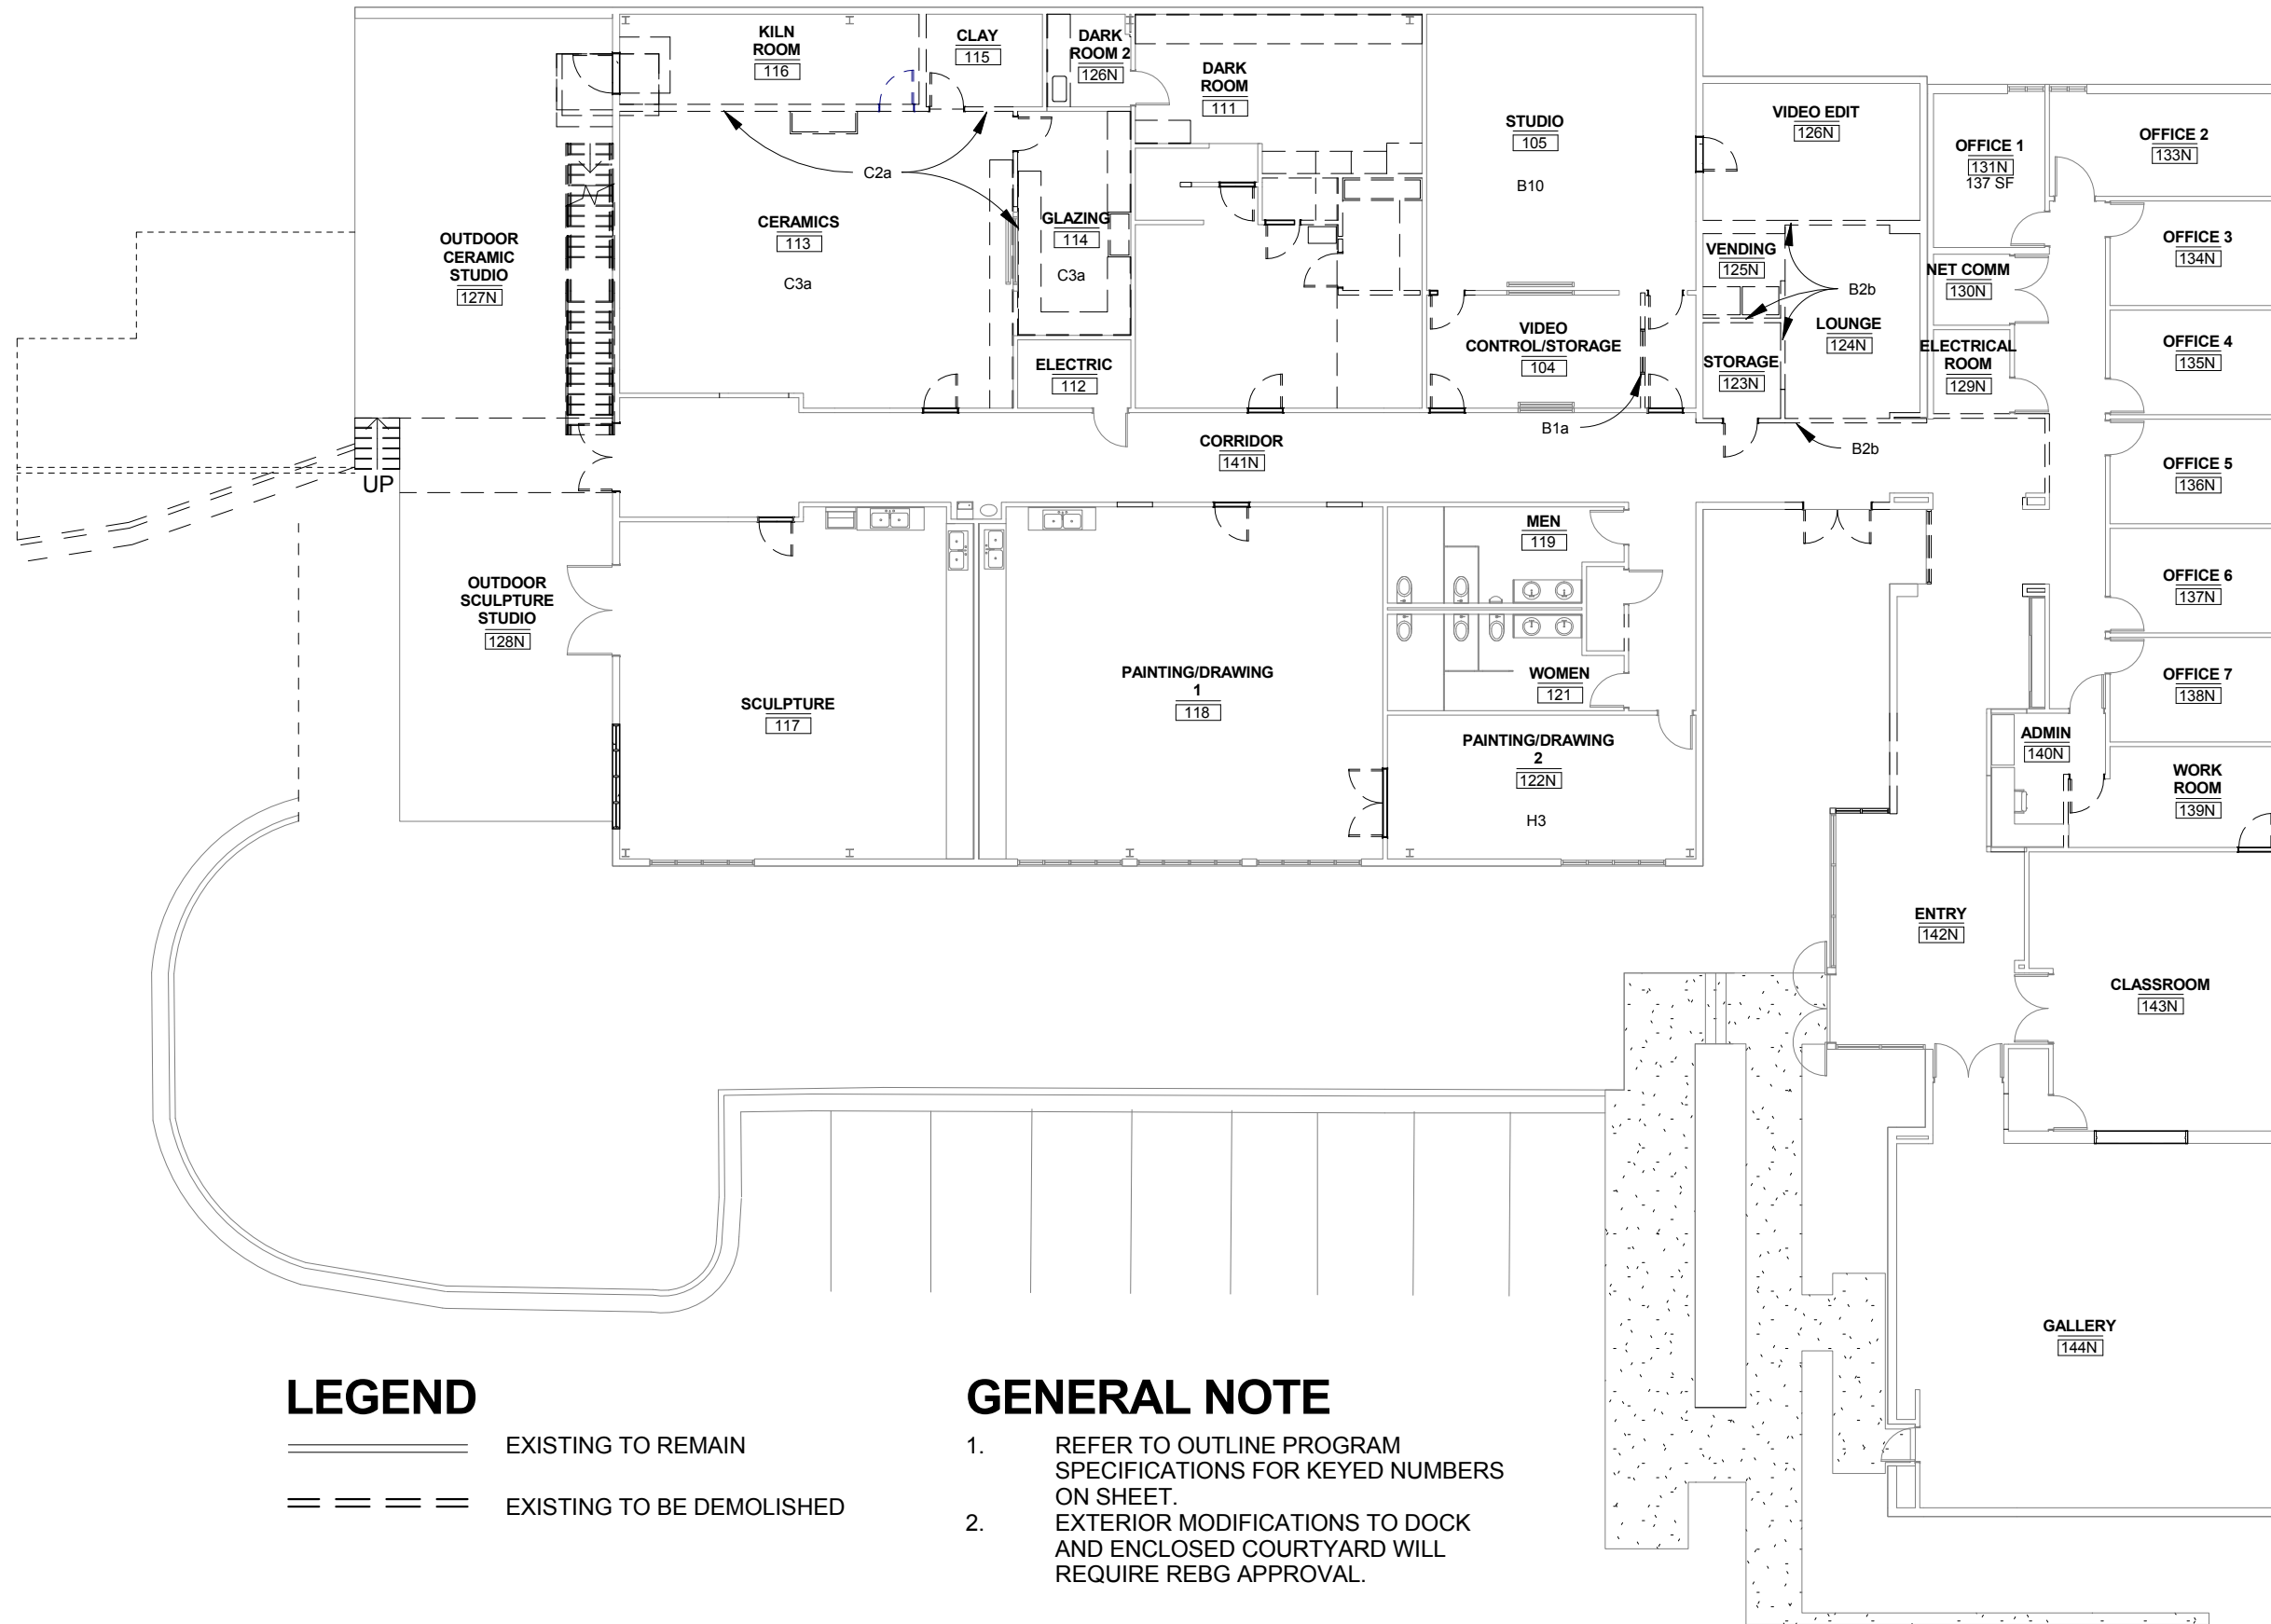 KILN
ROOM
116
CLAY
115
DARK
ROOM 2
126N
DARK
ROOM
111
STUDIO
105
B10
VIDEO EDIT
126N
OFFICE 1
131N
137 SF
OFFICE 2
133N
OUTDOOR
CERAMIC
STUDIO
127N
C2a
CERAMICS
113
C3a
GLAZING
114
C3a
VENDING
125N
B2b
NET COMM
130N
OFFICE 3
134N
ELECTRIC
112
VIDEO
CONTROL/STORAGE
104
STORAGE
123N
LOUNGE
124N
ELECTRICAL
ROOM
129N
OFFICE 4
135N
B1a
B2b
CORRIDOR
141N
UP
OFFICE 5
136N
MEN
119
OUTDOOR
SCULPTURE
STUDIO
128N
OFFICE 6
137N
SCULPTURE
117
PAINTING/DRAWING
1
118
WOMEN
121
OFFICE 7
138N
PAINTING/DRAWING
2
122N
H3
ADMIN
140N
WORK
ROOM
139N
ENTRY
142N
CLASSROOM
143N
GALLERY
144N
LEGEND
EXISTING TO REMAIN
EXISTING TO BE DEMOLISHED
GENERAL NOTE
1. REFER TO OUTLINE PROGRAM
SPECIFICATIONS FOR KEYED NUMBERS
ON SHEET.
2. EXTERIOR MODIFICATIONS TO DOCK
AND ENCLOSED COURTYARD WILL
REQUIRE REBG APPROVAL.